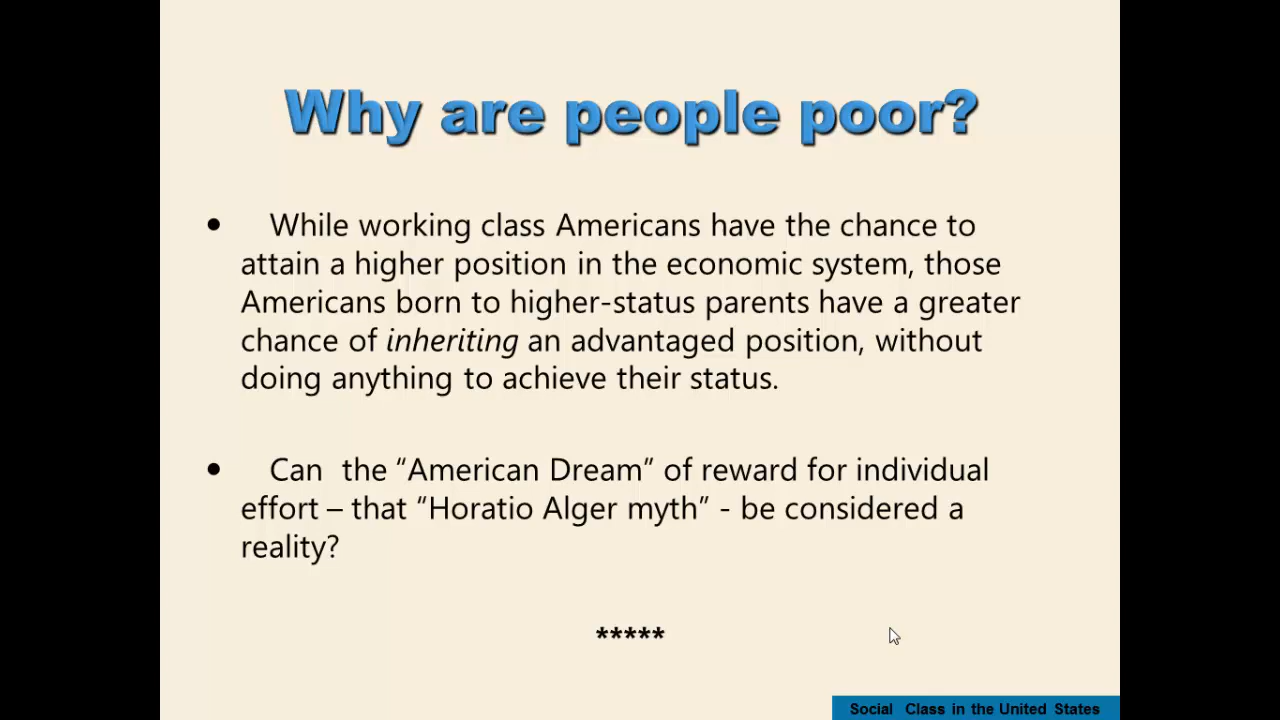 Why are people poor?
• While working class Americans have the chance to
attain a higher position in the economic system, those
Americans born to higher-status parents have a greater
chance of inheriting an advantaged position, without
doing anything to achieve their status.
• Can  the “American Dream” of reward for individual
effort – that “Horatio Alger myth” - be considered a
reality?
*****
Social  Class in the United States